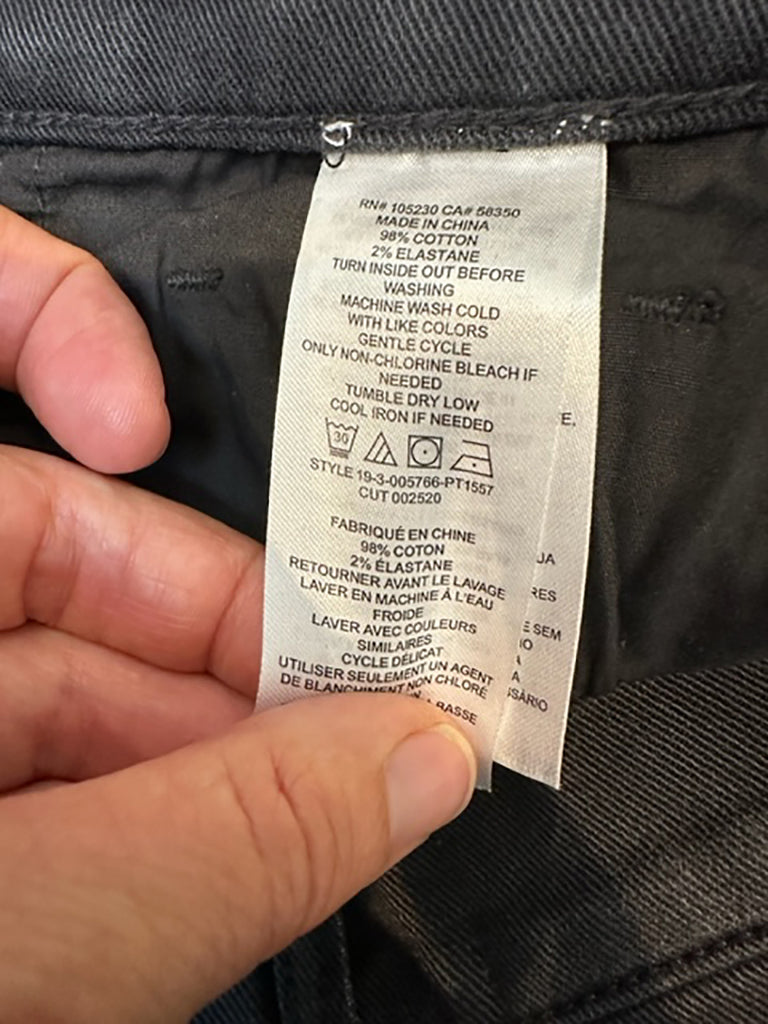 RN# 105230 CA# 58350
MADE IN CHINA
98% COTTON
2% ELASTANE
TURN INSIDE OUT BEFORE
WASHING
MACHINE WASH COLD
WITH LIKE COLORS
GENTLE CYCLE
ONLY NON-CHLORINE BLEACH IF
NEEDED
TUMBLE DRY LOW
COOL IRON IF NEEDED
30
STYLE 19-3-005766-PT1557
CUT 002520
FABRIQUÉ EN CHINE
98% COTON
2% ÉLASTANE
RETOURNER AVANT LE LAVAGE
LAVER EN MACHINE À L'EAU
FROIDE
LAVER AVEC COULEURS
SIMILAIRES
CYCLE DÉLICAT
UTILISER SEULEMENT UN AGENT
DE BLANCHIMENT NON CHLORÉ
BASSE
E SEM